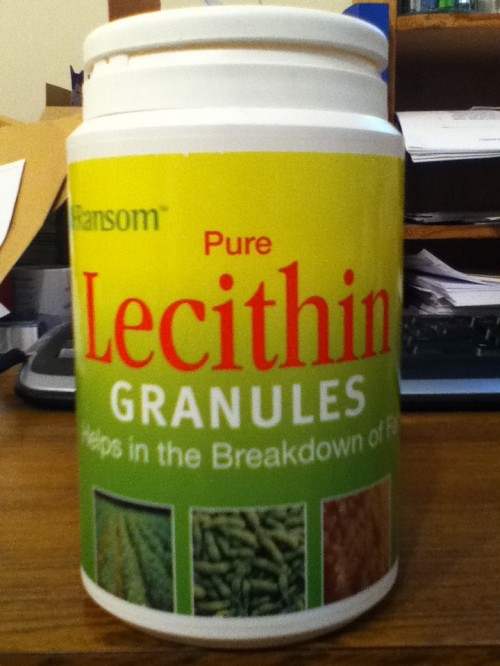 Ransom™
Pure
Lecithin
GRANULES
Helps in the Breakdown of